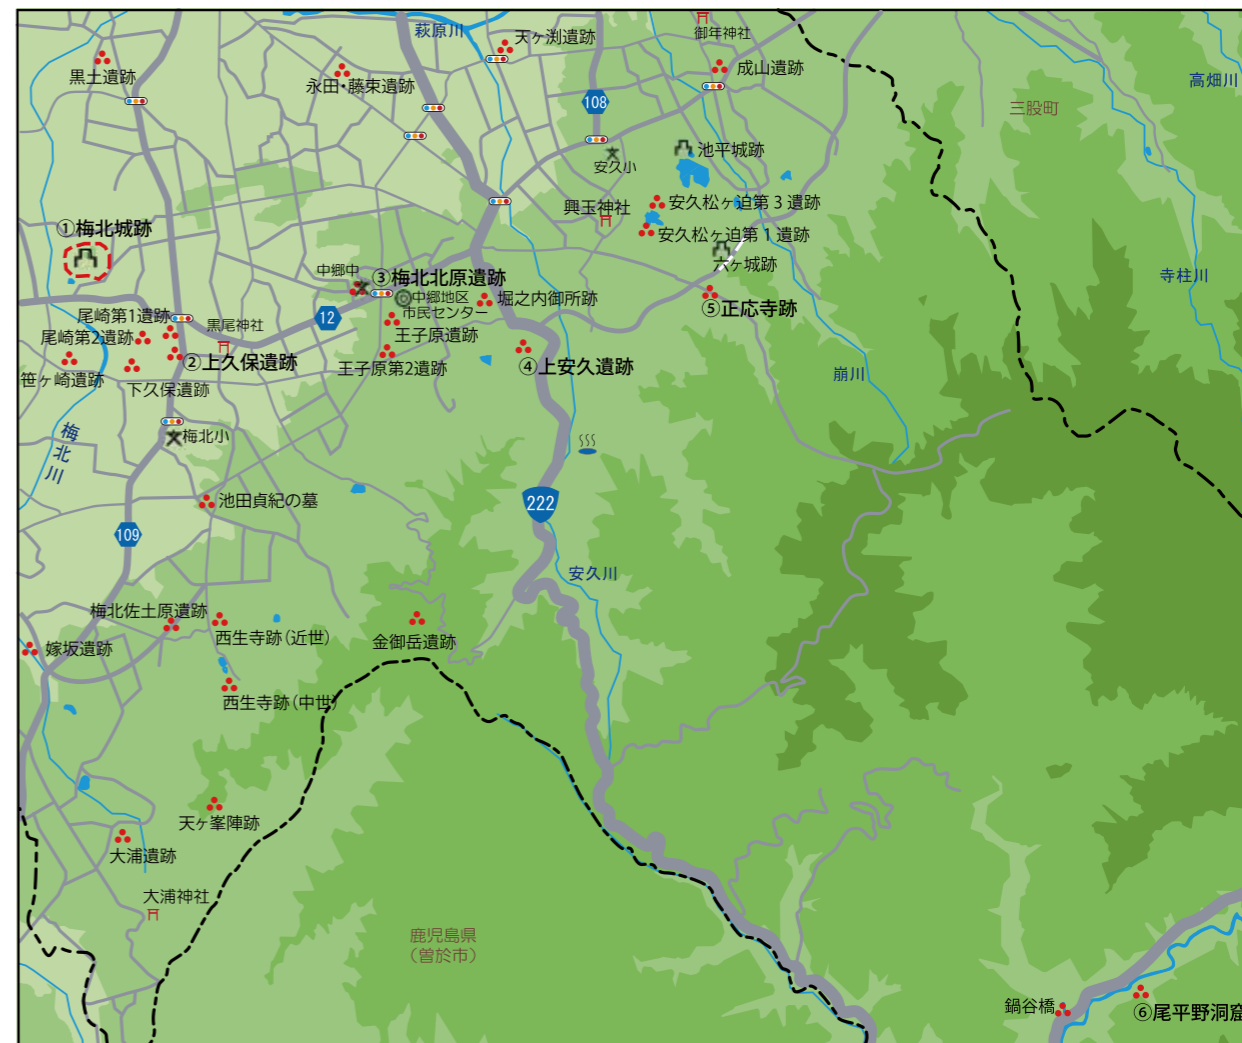 御年神社
萩原川
天ヶ渕遺跡
黒土遺跡
永田・藤束遺跡
成山遺跡
高畑川
108
三股町
安久小
池平城跡
興玉神社
安久松ヶ迫第3遺跡
安久松ヶ迫第1遺跡
①梅北城跡
六ヶ城跡
寺柱川
中郷中
③梅北北原遺跡
中郷地区
市民センター
堀之内御所跡
⑤正応寺跡
尾崎第1遺跡
黒尾神社
12
尾崎第2遺跡
王子原遺跡
②上久保遺跡
王子原第2遺跡
④上安久遺跡
笹ヶ崎遺跡
下久保遺跡
崩川
梅北小
梅北川
池田貞紀の墓
222
109
安久川
梅北佐土原遺跡
西生寺跡(近世)
金御岳遺跡
嫁坂遺跡
西生寺跡(中世)
天ヶ峯陣跡
大浦遺跡
大浦神社
鹿児島県
(曽於市)
鍋谷橋
⑥尾平野洞窟